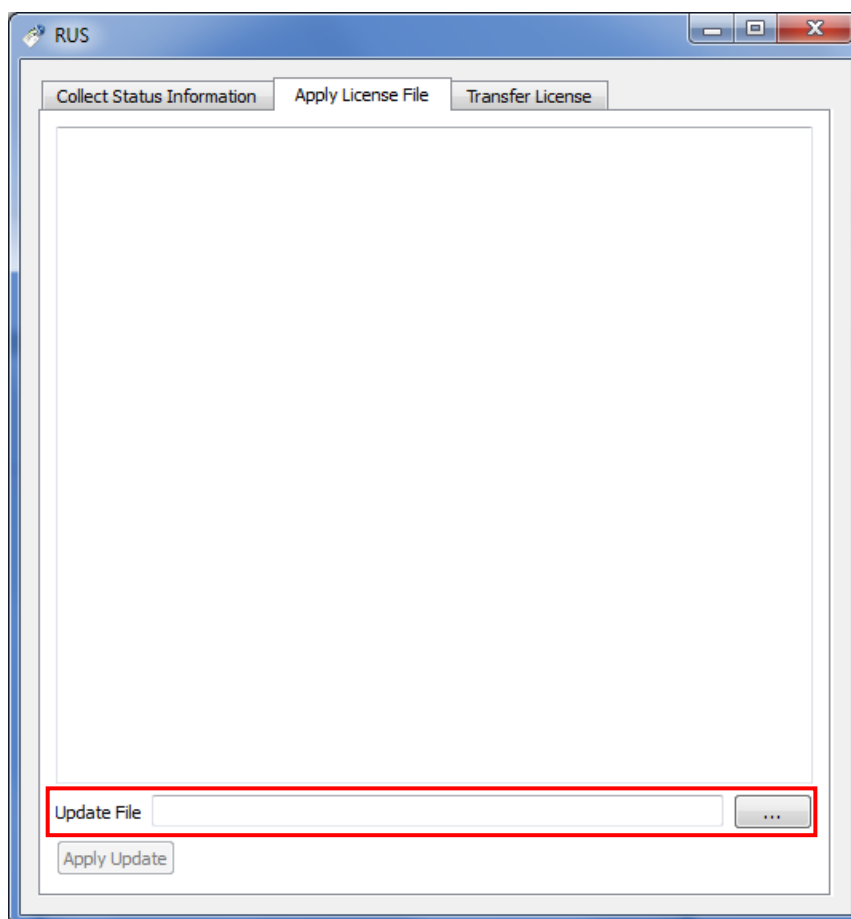 RUS
Collect Status Information Apply License File Transfer License
Update File ...
Apply Update